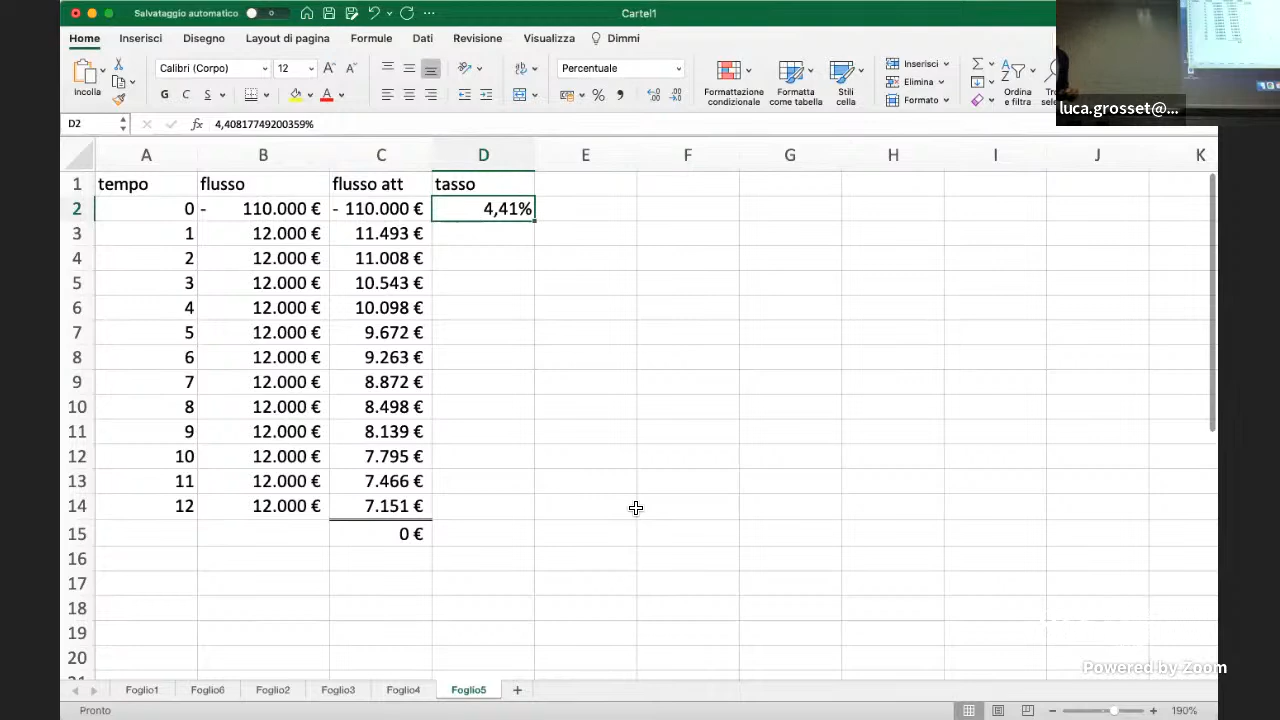 Salvataggio automatico
Cartel1
Home Inserisci Disegno di pagina Revisione
Incolla
Calibri (Corpo) 12
G C S
Percentuale
Formattazione condizionale
Formatta come tabella
Stili cella
Inserisci
Elimina
Formato
Ordina e filtra
luca.grosset@...
D2 fx 4,40817749200359%
A B C D E F G H I J K
1 tempo flusso flusso att tasso
2 0 - 110.000 € - 110.000 € 4,41%
3 1 12.000 € 11.493 €
4 2 12.000 € 11.008 €
5 3 12.000 € 10.543 €
6 4 12.000 € 10.098 €
7 5 12.000 € 9.672 €
8 6 12.000 € 9.263 €
9 7 12.000 € 8.872 €
10 8 12.000 € 8.498 €
11 9 12.000 € 8.139 €
12 10 12.000 € 7.795 €
13 11 12.000 € 7.466 €
14 12 12.000 € 7.151 €
15 0 €
16
17
18
19
20
Powered by Zoom
Foglio1 Foglio6 Foglio2 Foglio3 Foglio4 Foglio5 +
Pronto 190%